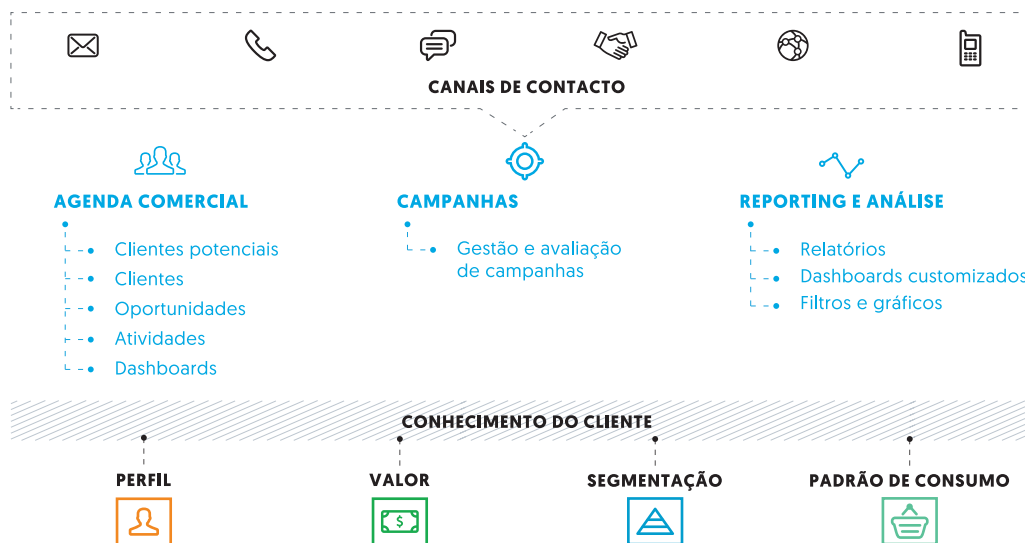 CANAIS DE CONTACTO
AGENDA COMERCIAL
Clientes potenciais
Clientes
Oportunidades
Atividades
Dashboards
CAMPANHAS
Gestão e avaliação
de campanhas
REPORTING E ANÁLISE
Relatórios
Dashboards customizados
Filtros e gráficos
CONHECIMENTO DO CLIENTE
PERFIL
VALOR
$
SEGMENTAÇÃO
PADRÃO DE CONSUMO